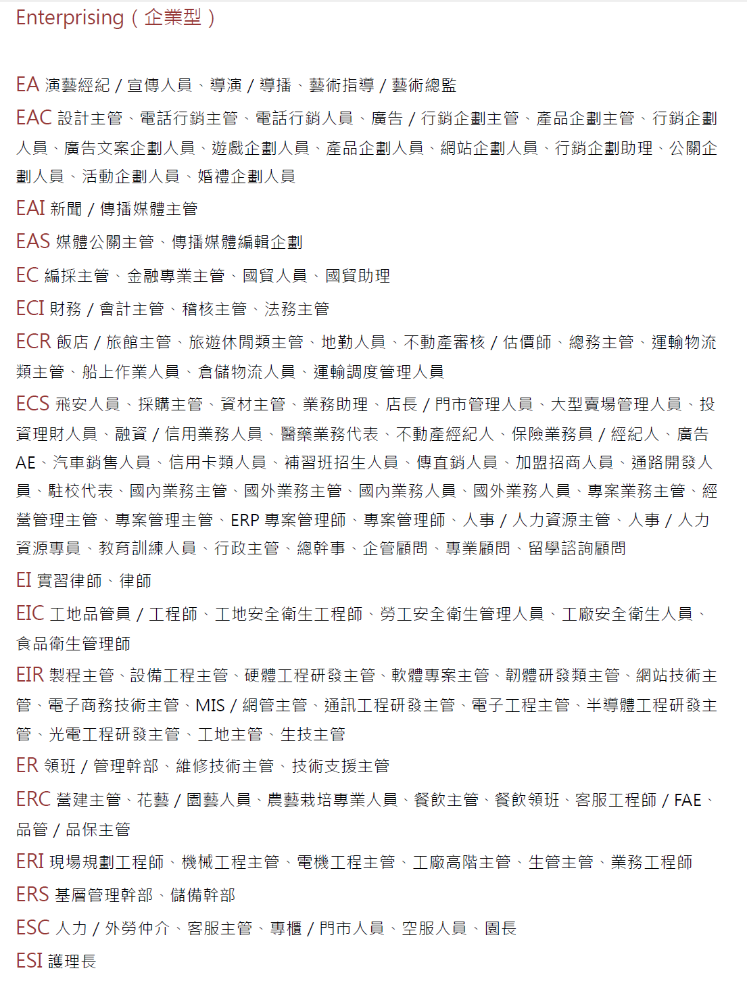 Enterprising（企業型）
EA 演藝經紀 / 宣傳人員、導演 / 導播、藝術指導 / 藝術總監
EAC 設計主管、電話行銷主管、電話行銷人員、廣告 / 行銷企劃主管、產品企劃主管、行銷企劃
人員、廣告文案企劃人員、遊戲企劃人員、產品企劃人員、網站企劃人員、行銷企劃助理、公關企
劃人員、活動企劃人員、婚禮企劃人員
EAI 新聞 / 傳播媒體主管
EAS 媒體公關主管、傳播媒體編輯企劃
EC 編採主管、金融專業主管、國貿人員、國貿助理
ECI 財務 / 會計主管、稽核主管、法務主管
ECR 飯店 / 旅館主管、旅遊休閒類主管、地勤人員、不動產審核 / 估價師、總務主管、運輸物流
類主管、船上作業人員、倉儲物流人員、運輸調度管理人員
ECS 飛安人員、採購主管、資材主管、業務助理、店長 / 門市管理人員、大型賣場管理人員、投
資理財人員、融資 / 信用業務人員、醫藥業務代表、不動產經紀人、保險業務員 / 經紀人、廣告
AE、汽車銷售人員、信用卡類人員、補習班招生人員、傳直銷人員、加盟招商人員、通路開發人
員、駐校代表、國內業務主管、國外業務主管、國內業務人員、國外業務人員、專案業務主管、經
營管理主管、專案管理主管、ERP 專案管理師、專案管理師、人事 / 人力資源主管、人事 / 人力
資源專員、教育訓練人員、行政主管、總幹事、企管顧問、專業顧問、留學諮詢顧問
EI 實習律師、律師
EIC 工地品管員 / 工程師、工地安全衛生工程師、勞工安全衛生管理人員、工廠安全衛生人員、
食品衛生管理師
EIR 製程主管、設備工程主管、硬體工程研發主管、軟體專案主管、韌體研發類主管、網站技術主
管、電子商務技術主管、MIS / 網管主管、通訊工程研發主管、電子工程主管、半導體工程研發主
管、光電工程研發主管、工地主管、生技主管
ER 領班 / 管理幹部、維修技術主管、技術支援主管
ERC 營建主管、花藝 / 園藝人員、農藝栽培專業人員、餐飲主管、餐飲領班、客服工程師 / FAE、
品管 / 品保主管
ERI 現場規劃工程師、機械工程主管、電機工程主管、工廠高階主管、生管主管、業務工程師
ERS 基層管理幹部、儲備幹部
ESC 人力 / 外勞仲介、客服主管、專櫃 / 門市人員、空服人員、園長
ESI 護理長